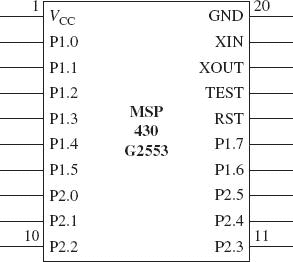 1
20
VCC
GND
P1.0
XIN
P1.1
XOUT
P1.2
TEST
P1.3
RST
MSP
430
G2553
P1.4
P1.7
P1.5
P1.6
P2.0
P2.5
P2.1
P2.4
10
11
P2.2
P2.3